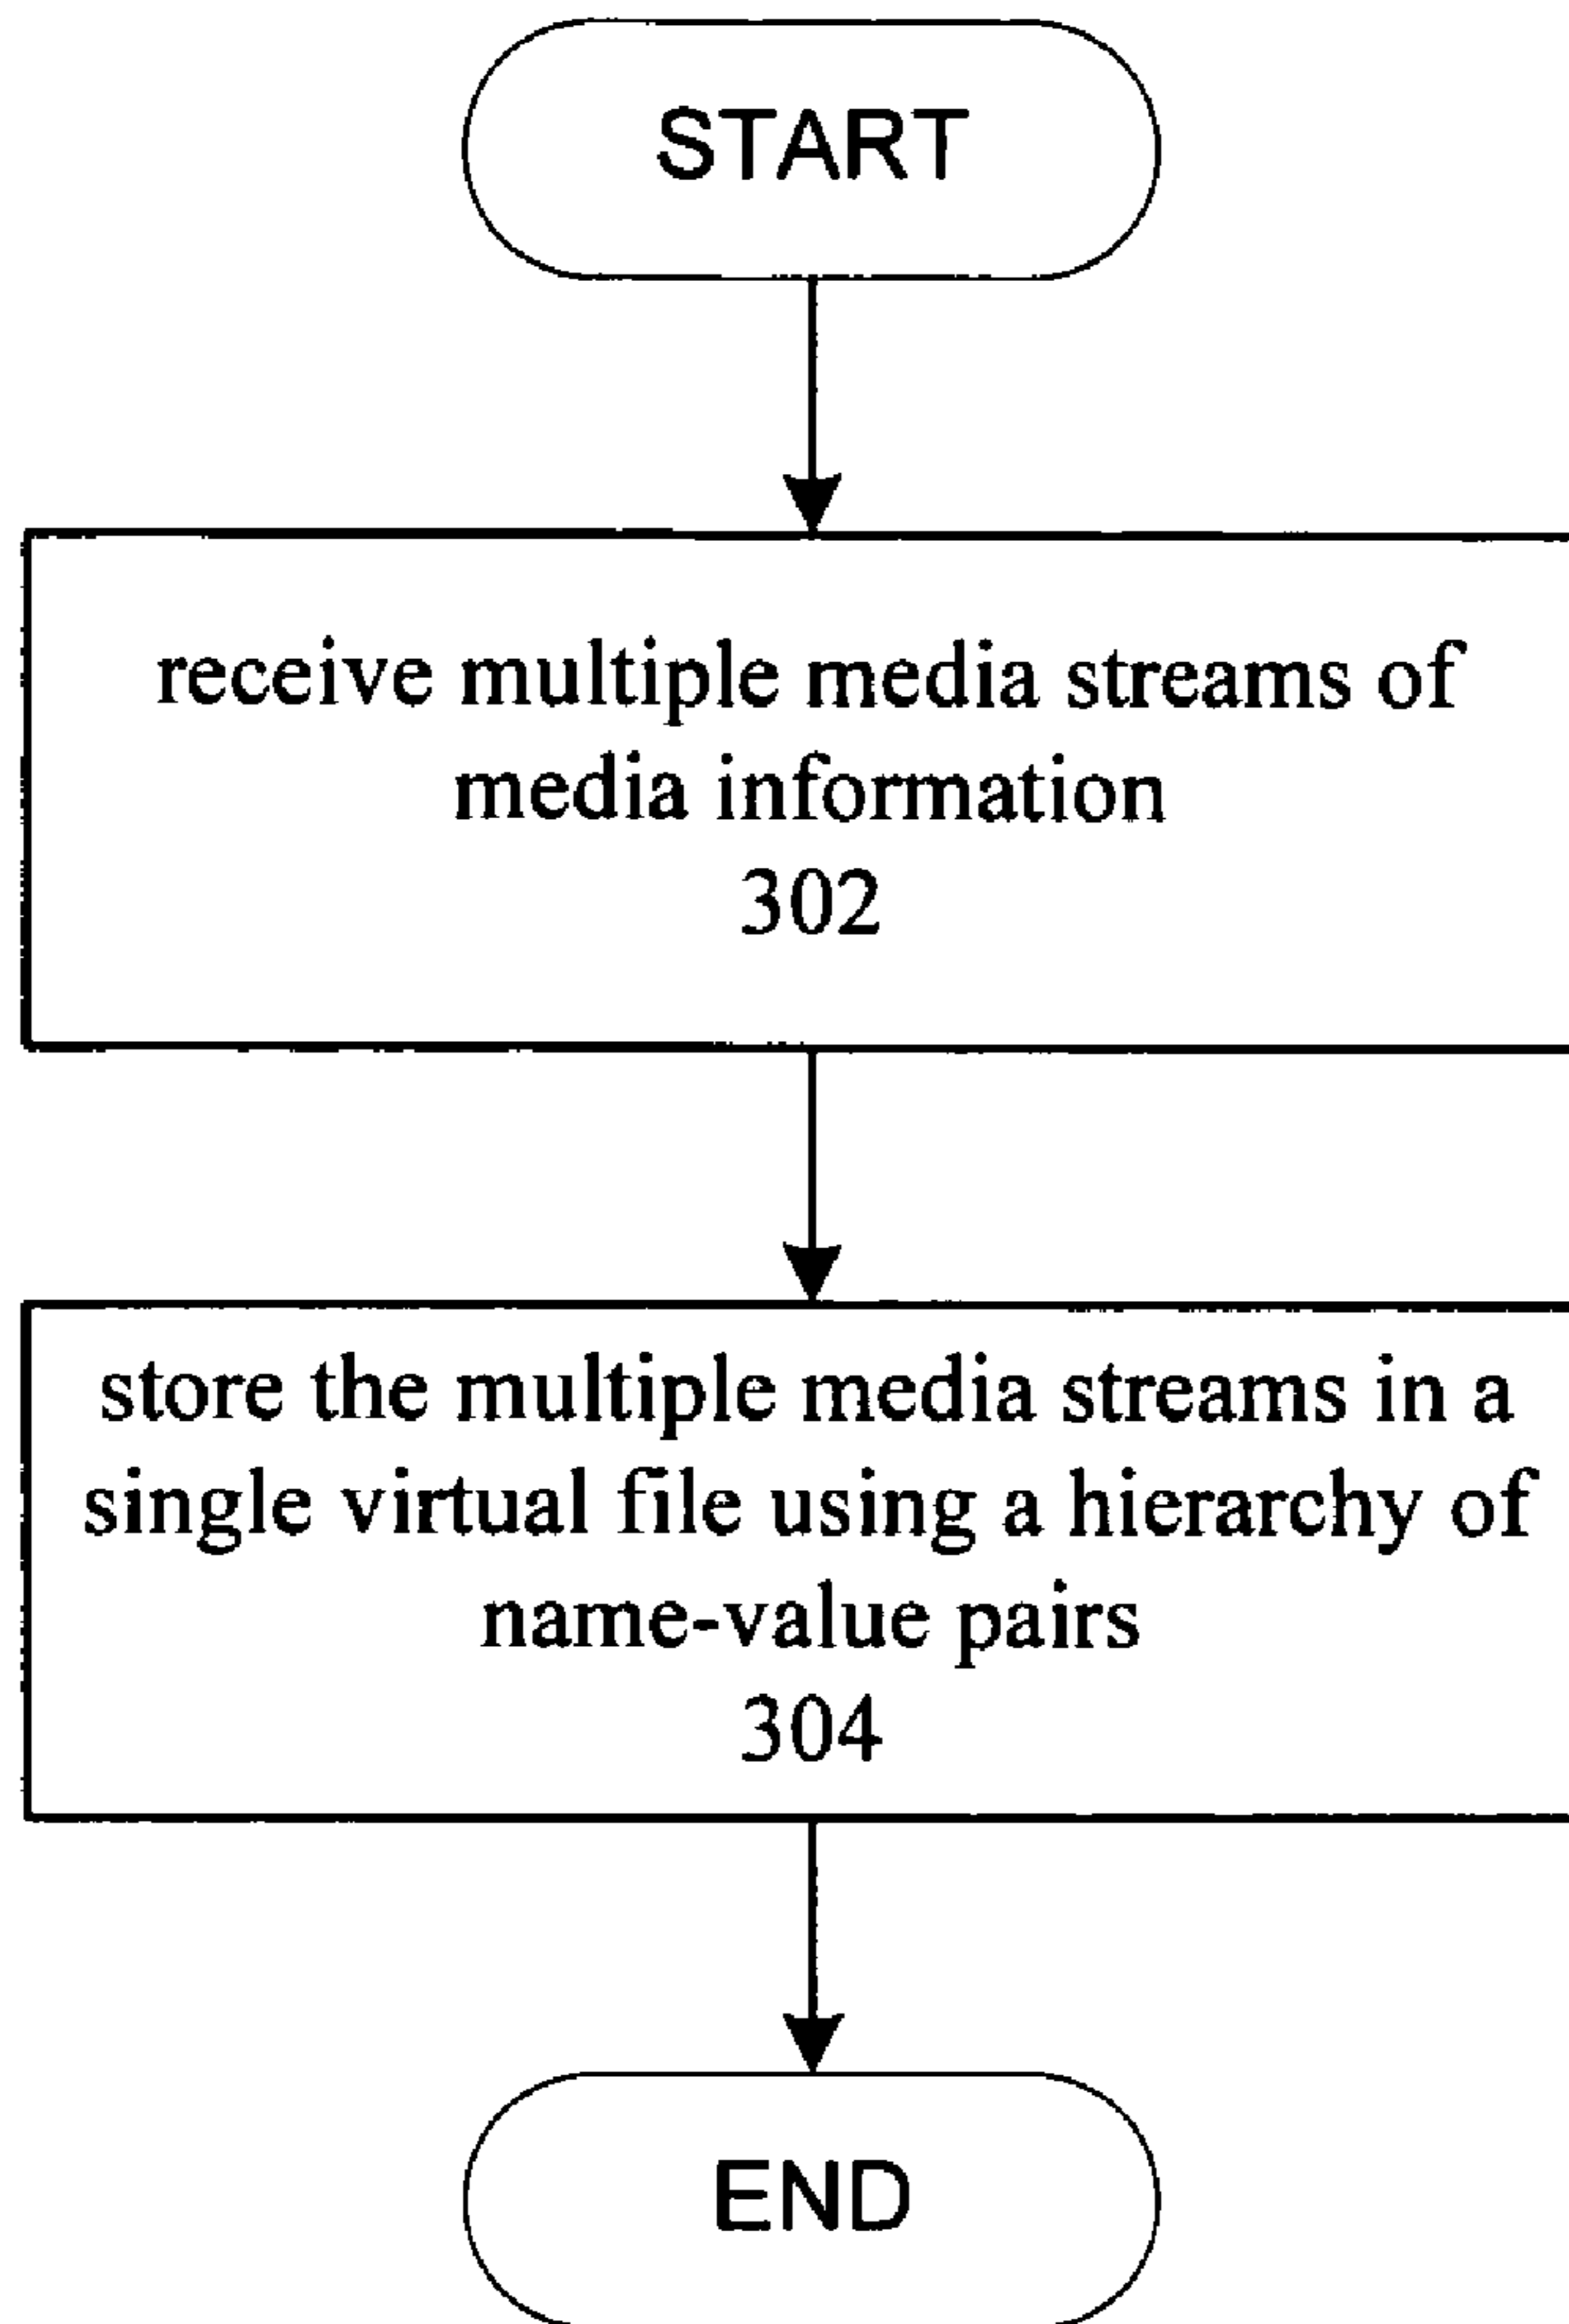 START
receive multiple media streams of
media information
302
store the multiple media streams in a
single virtual file using a hierarchy of
name-value pairs
304
END